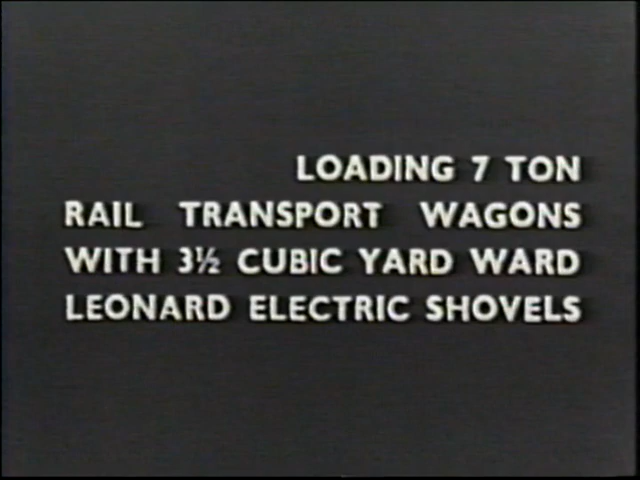 LOADING 7 TON
RAIL TRANSPORT WAGONS
WITH 3½ CUBIC YARD WARD
LEONARD ELECTRIC SHOVELS